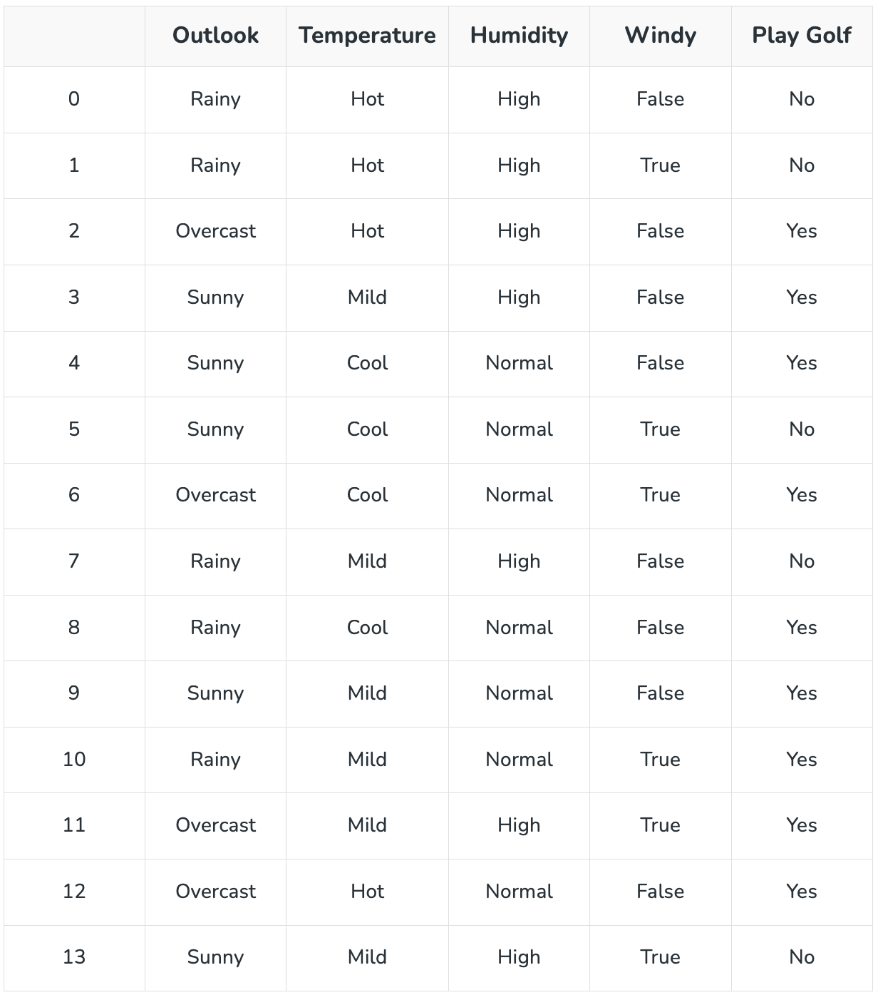 Outlook Temperature Humidity Windy Play Golf
0 Rainy Hot High False No
1 Rainy Hot High True No
2 Overcast Hot High False Yes
3 Sunny Mild High False Yes
4 Sunny Cool Normal False Yes
5 Sunny Cool Normal True No
6 Overcast Cool Normal True Yes
7 Rainy Mild High False No
8 Rainy Cool Normal False Yes
9 Sunny Mild Normal False Yes
10 Rainy Mild Normal True Yes
11 Overcast Mild High True Yes
12 Overcast Hot Normal False Yes
13 Sunny Mild High True No